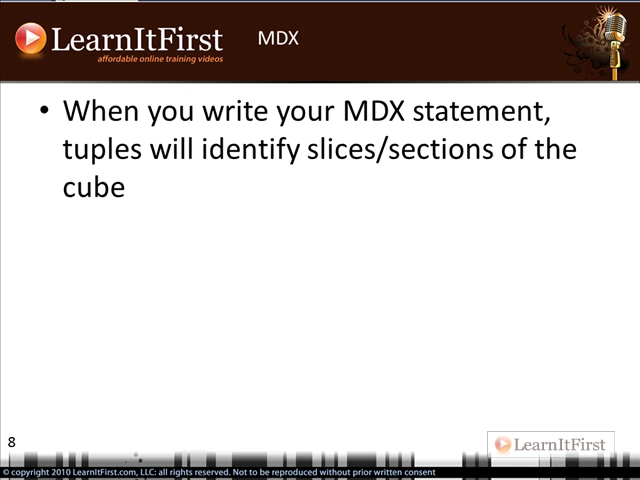 LearnItFirst
affordable online training videos
MDX
• When you write your MDX statement,
tuples will identify slices/sections of the
cube
8
LearnItFirst
© copyright 2010 LearnItFirst.com, LLC: all rights reserved. Not to be reproduced without prior written consent